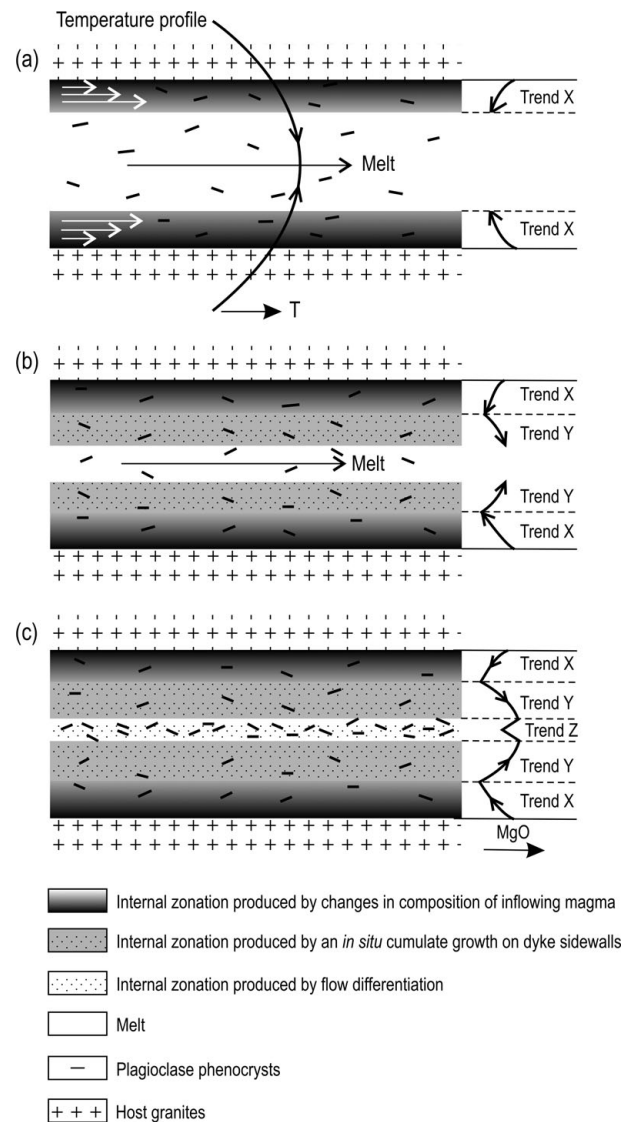 Temperature profile
(a)
Trend X
Melt
Trend X
T
(b)
Trend X
Trend Y
Melt
Trend Y
Trend X
(c)
Trend X
Trend Y
Trend Z
Trend Y
Trend X
MgO
Internal zonation produced by changes in composition of inflowing magma
Internal zonation produced by an in situ cumulate growth on dyke sidewalls
Internal zonation produced by flow differentiation
Melt
Plagioclase phenocrysts
Host granites